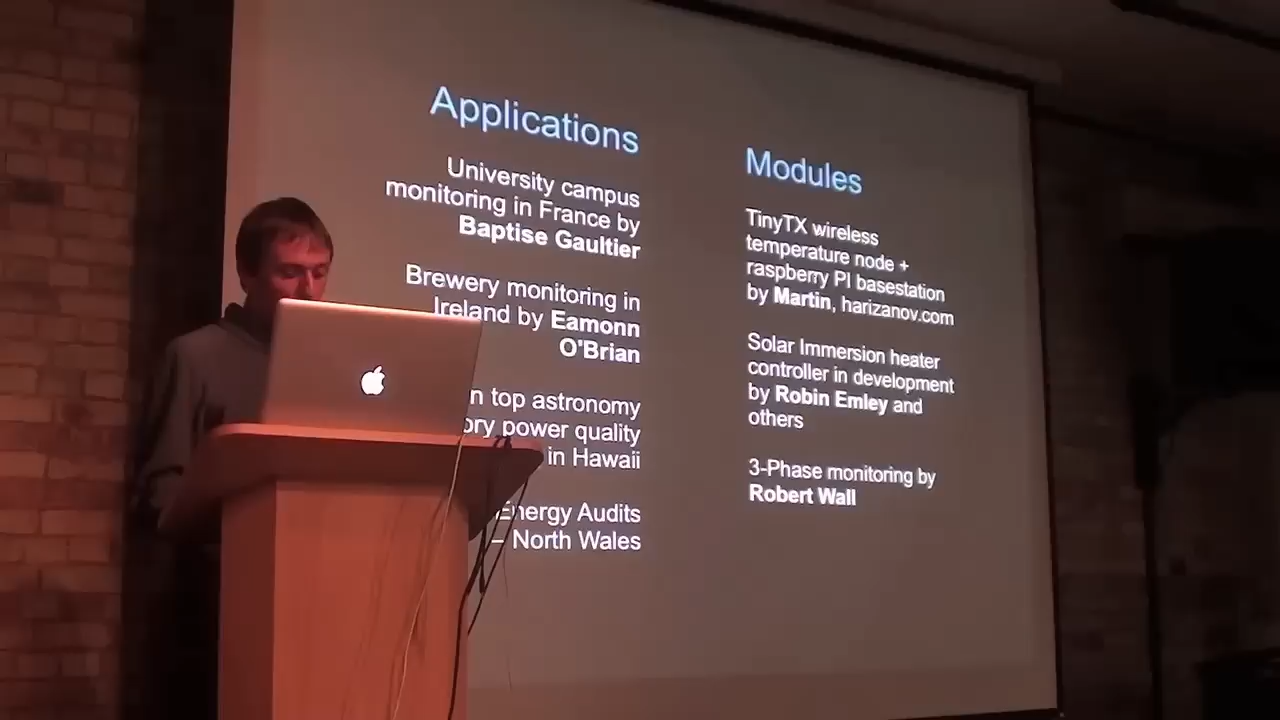 Applications
University campus
monitoring in France by
Baptise Gaultier
Brewery monitoring in
Ireland by Eamonn
O'Brian
top astronomy
power quality
in Hawaii
Energy Audits
– North Wales
Modules
TinyTX wireless
temperature node +
raspberry PI basestation
by Martin, harizanov.com
Solar Immersion heater
controller in development
by Robin Emley and
others
3-Phase monitoring by
Robert Wall